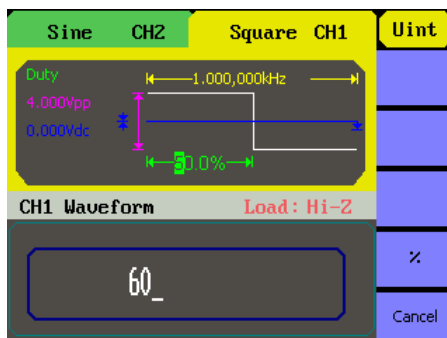 Sine CH2 Square CH1 Uint
Duty
1.000,000kHz
4.000Vpp
0.000Vdc
50.0%
CH1 Waveform Load: Hi-Z
%
60_
Cancel